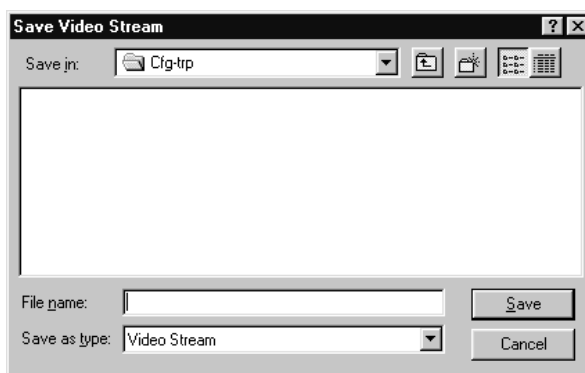 Save Video Stream
Save in: Cfg-trp
File name:
Save
Save as type: Video Stream
Cancel